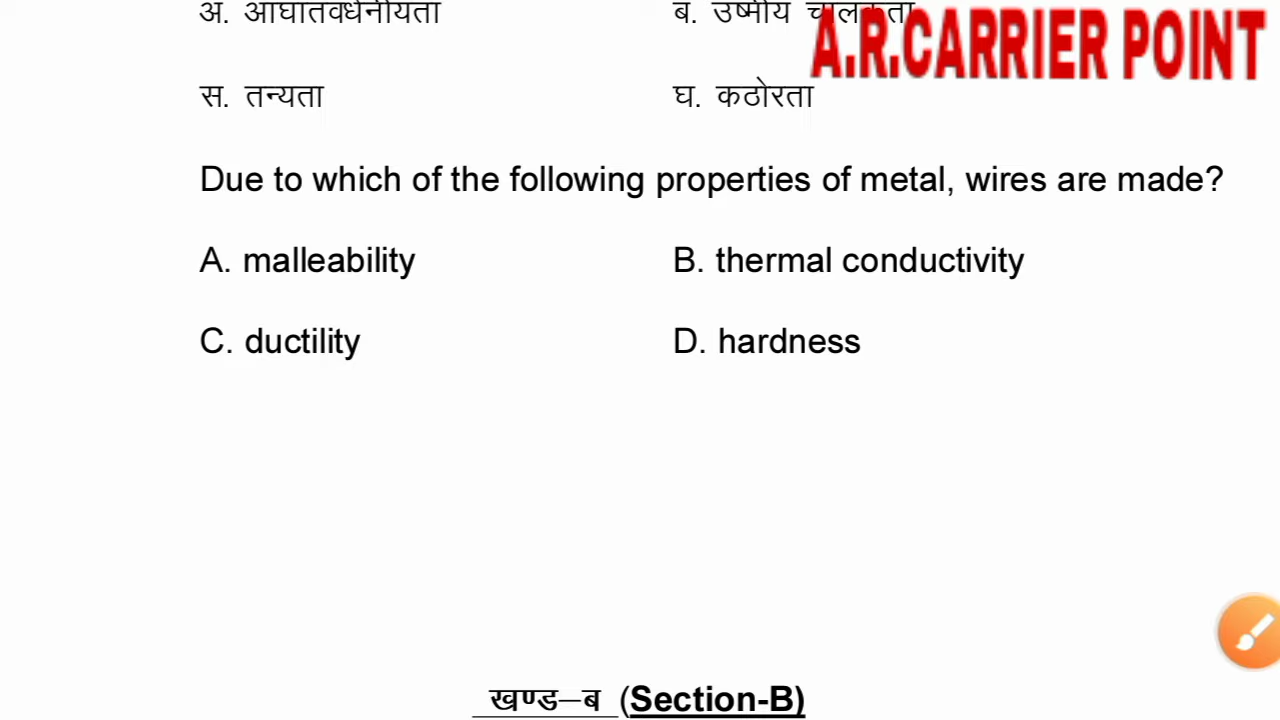 अ. आघातवर्धनीयता ब. उष्मीय चालकता
A.R.CARRIER POINT
स. तन्यता घ. कठोरता
Due to which of the following properties of metal, wires are made?
A. malleability B. thermal conductivity
C. ductility D. hardness
खण्ड–ब (Section-B)